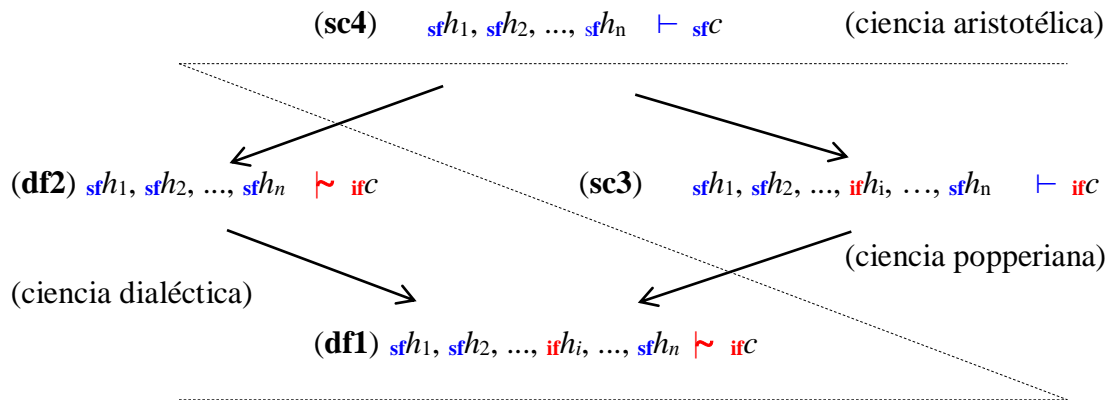 (sc4) sfh1, sfh2, ..., sfhn ⊢ sfc (ciencia aristotélica)
(df2) sfh1, sfh2, ..., sfhn |~ ifc (sc3) sfh1, sfh2, ..., ifhi, …, sfhn ⊢ ifc
(ciencia popperiana)
(ciencia dialéctica)
(df1) sfh1, sfh2, ..., ifhi, ..., sfhn |~ ifc